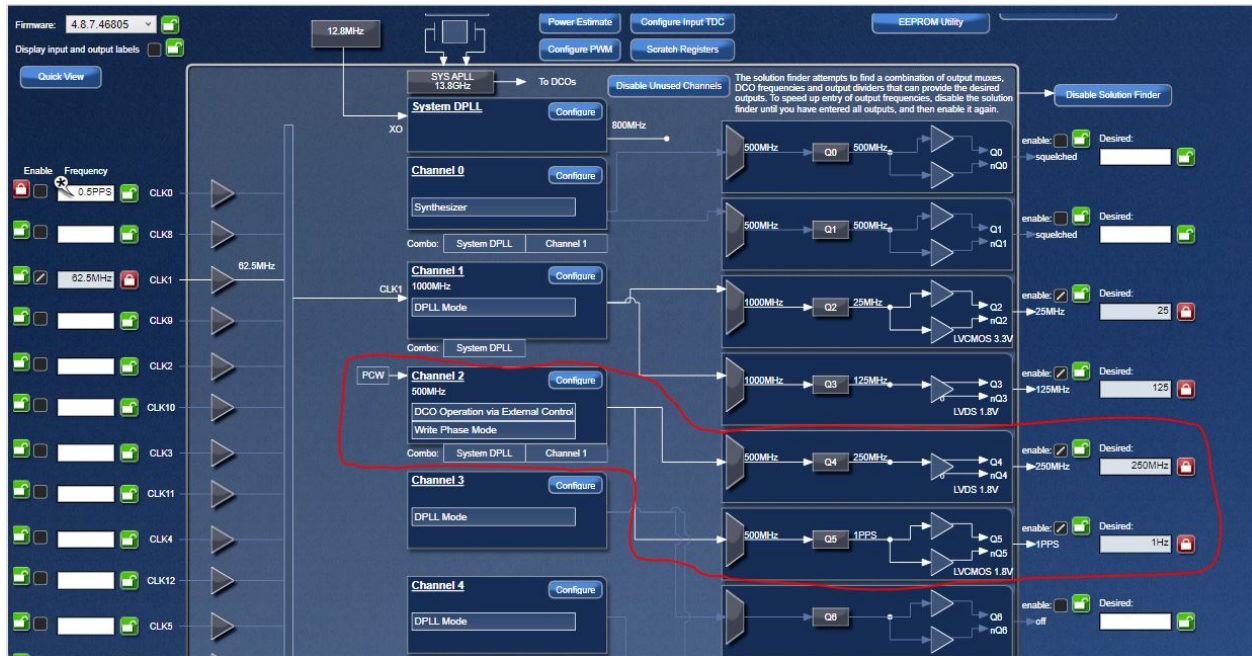 Firmware: 4.8.7.46805
Display input and output labels
Quick View
12.8MHz
SYS APLL
13.8GHz
To DCOs
Power Estimate
Configure Input TDC
Configure PWM
Scratch Registers
EEPROM Utility
Disable Unused Channels
The solution finder attempts to find a combination of output muxes,
DCO frequencies and output dividers that can provide the desired
outputs. To speed up entry of output frequencies, disable the solution
finder until you have entered all outputs, and then enable it again.
Disable Solution Finder
Enable Frequency
0.5PPS CLK0
CLK8
62.5MHz CLK1
62.5MHz
CLK9
CLK2
CLK10
CLK3
CLK11
CLK4
CLK12
CLK5
XO
System DPLL Configure
800MHz
Channel 0 Configure
Synthesizer
Combo: System DPLL Channel 1
CLK1
Channel 1 Configure
1000MHz
DPLL Mode
Combo: System DPLL
PCW
Channel 2 Configure
500MHz
DCO Operation via External Control
Write Phase Mode
Combo: System DPLL Channel 1
Channel 3 Configure
DPLL Mode
Channel 4 Configure
DPLL Mode
500MHz Q0 500MHz Q0
nQ0
enable: Desired:
squelched
500MHz Q1 500MHz Q1
nQ1
enable: Desired:
squelched
1000MHz Q2 25MHz Q2
nQ2
LVCMOS 3.3V
enable: Desired:
25MHz 25
1000MHz Q3 125MHz Q3
nQ3
LVDS 1.8V
enable: Desired:
125MHz 125
500MHz Q4 250MHz Q4
nQ4
LVDS 1.8V
enable: Desired:
250MHz 250MHz
500MHz Q5 1PPS Q5
nQ5
LVCMOS 1.8V
enable: Desired:
1PPS 1Hz
Q6 Q6
nQ6
enable: Desired:
off